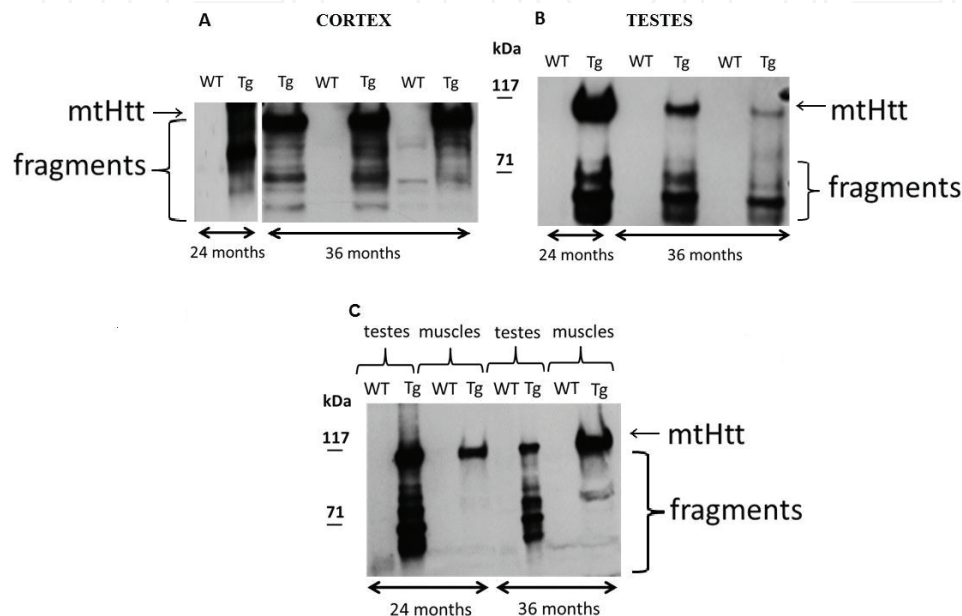 A CORTEX
WT Tg Tg WT Tg WT Tg
mtHtt
fragments
24 months 36 months
B TESTES
kDa
WT Tg WT Tg WT Tg
117
71
mtHtt
fragments
24 months 36 months
C
testes muscles testes muscles
WT Tg WT Tg WT Tg WT Tg
kDa
117
71
mtHtt
fragments
24 months 36 months